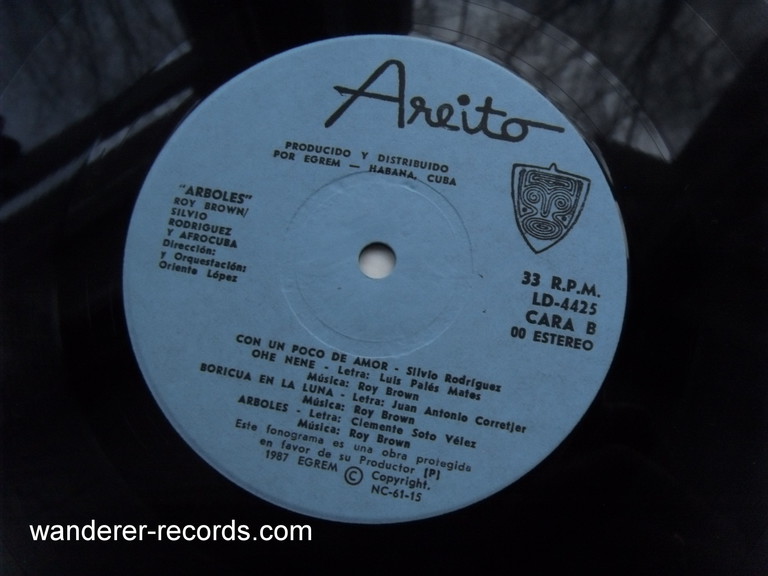 Areito
PRODUCIDO Y DISTRIBUIDO
POR EGREM — HABANA, CUBA
"ARBOLES"
ROY BROWN/
SILVIO
RODRIGUEZ
Y AFROCUBA
Dirección:
y Orquestación:
Oriente López
33 R.P.M.
LD-4425
CARA B
00 ESTEREO
CON UN POCO DE AMOR - Silvio Rodríguez
OHE NENE - Letra: Luis Palés Matos
Música: Roy Brown
BORICUA EN LA LUNA - Letra: Juan Antonio Corretjer
Música: Roy Brown
ARBOLES - Letra: Clemente Soto Vélez
Música: Roy Brown
Este fonograma es una obra protegida
en favor de su Productor (P)
1987 EGREM © Copyright.
NC-61-15
wanderer-records.com